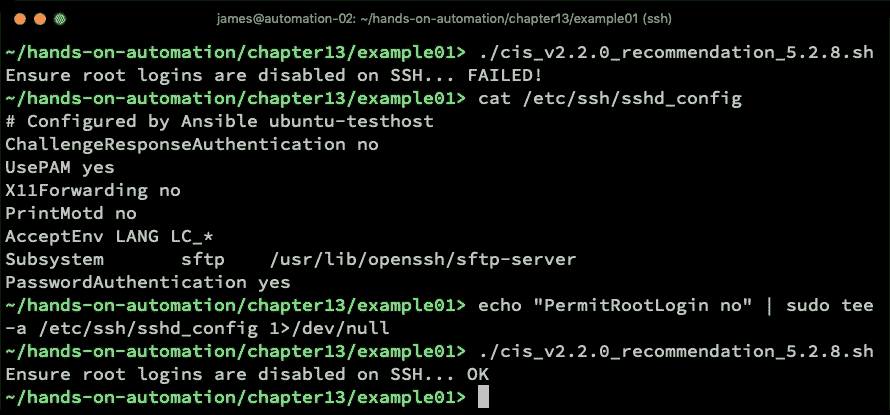 james@automation-02: ~/hands-on-automation/chapter13/example01 (ssh)
~/hands-on-automation/chapter13/example01> ./cis_v2.2.0_recommendation_5.2.8.sh
Ensure root logins are disabled on SSH... FAILED!
~/hands-on-automation/chapter13/example01> cat /etc/ssh/sshd_config
# Configured by Ansible ubuntu-testhost
ChallengeResponseAuthentication no
UsePAM yes
X11Forwarding no
PrintMotd no
AcceptEnv LANG LC_*
Subsystem       sftp    /usr/lib/openssh/sftp-server
PasswordAuthentication yes
~/hands-on-automation/chapter13/example01> echo "PermitRootLogin no" | sudo tee
-a /etc/ssh/sshd_config 1>/dev/null
~/hands-on-automation/chapter13/example01> ./cis_v2.2.0_recommendation_5.2.8.sh
Ensure root logins are disabled on SSH... OK
~/hands-on-automation/chapter13/example01>